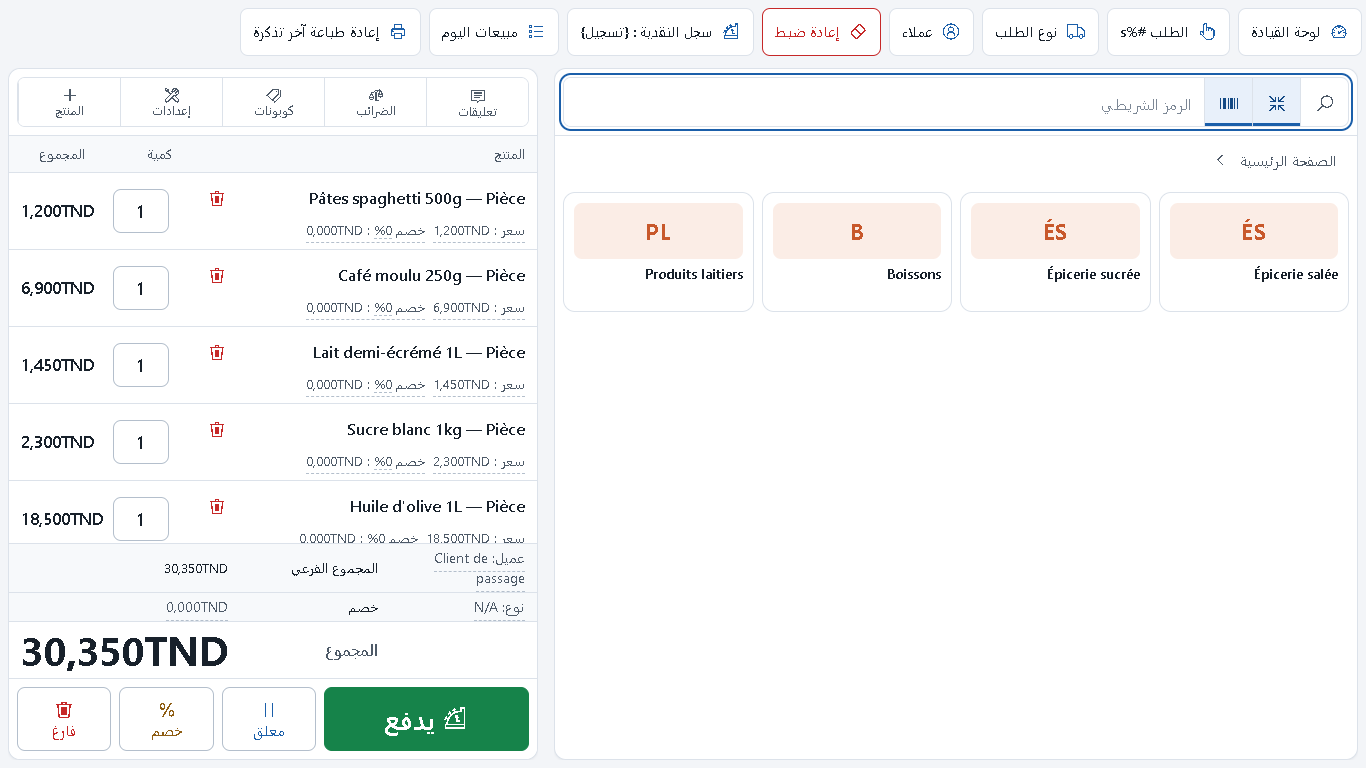 لوحة القيادة
الطلب #%s
نوع الطلب
عملاء
إعادة ضبط
سجل النقدية : {تسجيل}
مبيعات اليوم
إعادة طباعة آخر تذكرة
الرمز الشريطي
الصفحة الرئيسية
ÉS
Épicerie salée
ÉS
Épicerie sucrée
B
Boissons
PL
Produits laitiers
تعليقات
الضرائب
كوبونات
إعدادات
المنتج
المنتج كمية المجموع
Pâtes spaghetti 500g — Pièce
1 1,200TND
سعر : 1,200TND خصم 0% : 0,000TND
Café moulu 250g — Pièce
1 6,900TND
سعر : 6,900TND خصم 0% : 0,000TND
Lait demi-écrémé 1L — Pièce
1 1,450TND
سعر : 1,450TND خصم 0% : 0,000TND
Sucre blanc 1kg — Pièce
1 2,300TND
سعر : 2,300TND خصم 0% : 0,000TND
Huile d'olive 1L — Pièce
1 18,500TND
سعر : 18,500TND خصم 0% : 0,000TND
عميل: Client de passage
المجموع الفرعي 30,350TND
نوع: N/A
خصم 0,000TND
المجموع 30,350TND
يدفع
معلق
% خصم
فارغ